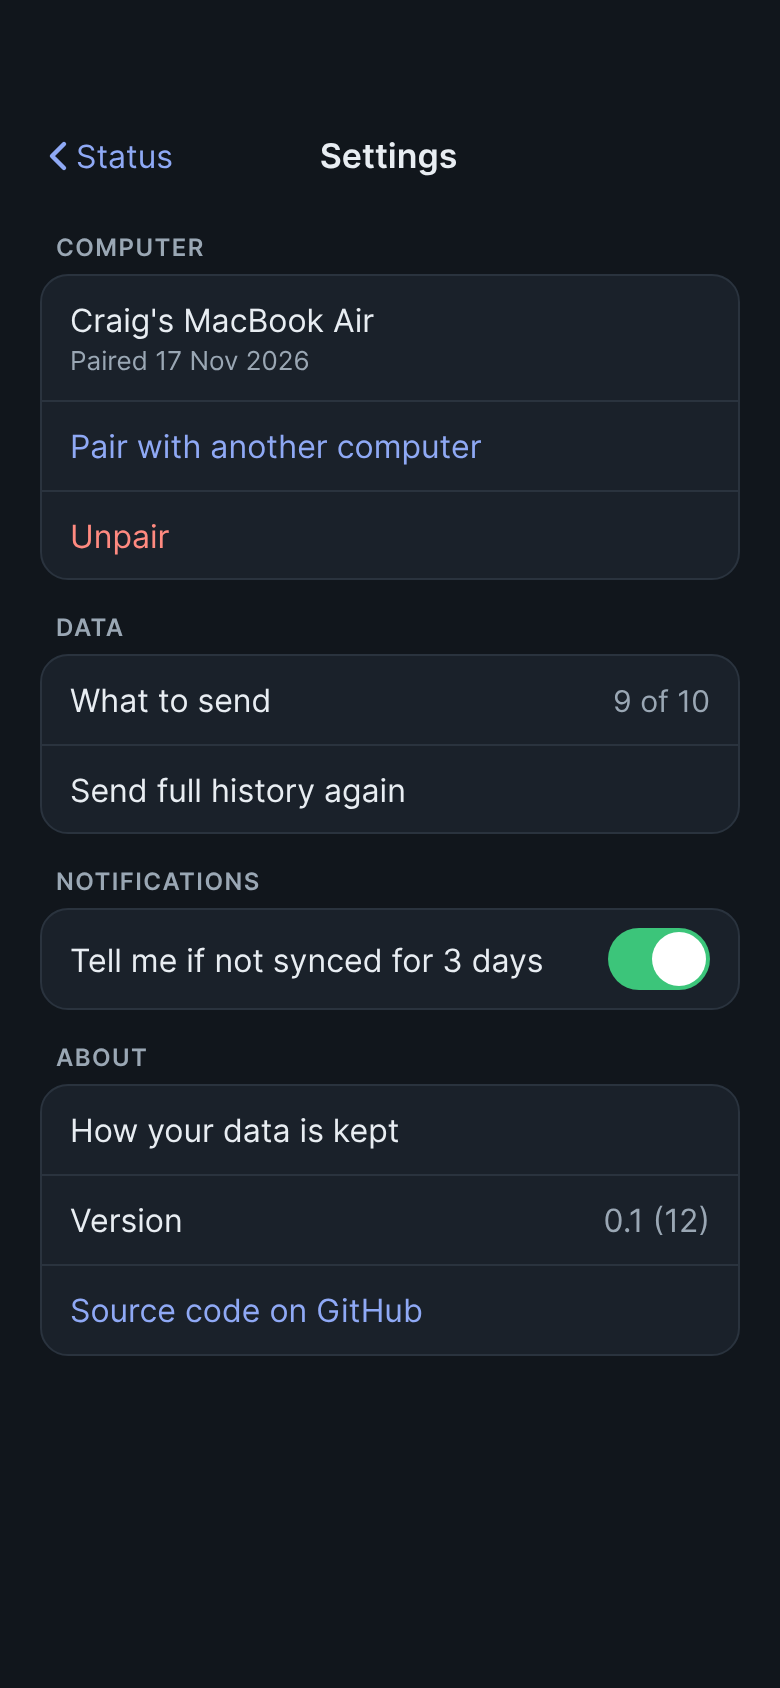 Status
Settings
COMPUTER
Craig's MacBook Air
Paired 17 Nov 2026
Pair with another computer
Unpair
DATA
What to send 9 of 10
Send full history again
NOTIFICATIONS
Tell me if not synced for 3 days
ABOUT
How your data is kept
Version 0.1 (12)
Source code on GitHub